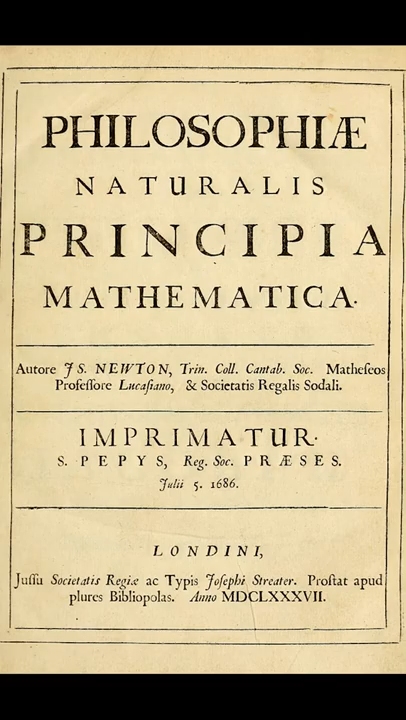 PHILOSOPHIÆ
NATURALIS
PRINCIPIA
MATHEMATICA.
Autore JS. NEWTON, Trin. Coll. Cantab. Soc. Matheseos
Professore Lucasiano, & Societatis Regalis Sodali.
IMPRIMATUR.
S. PEPYS, Reg. Soc. PRÆSES.
Julii 5. 1686.
LONDINI,
Jussu Societatis Regiæ ac Typis Josephi Streater. Prostat apud
plures Bibliopolas. Anno MDCLXXXVII.